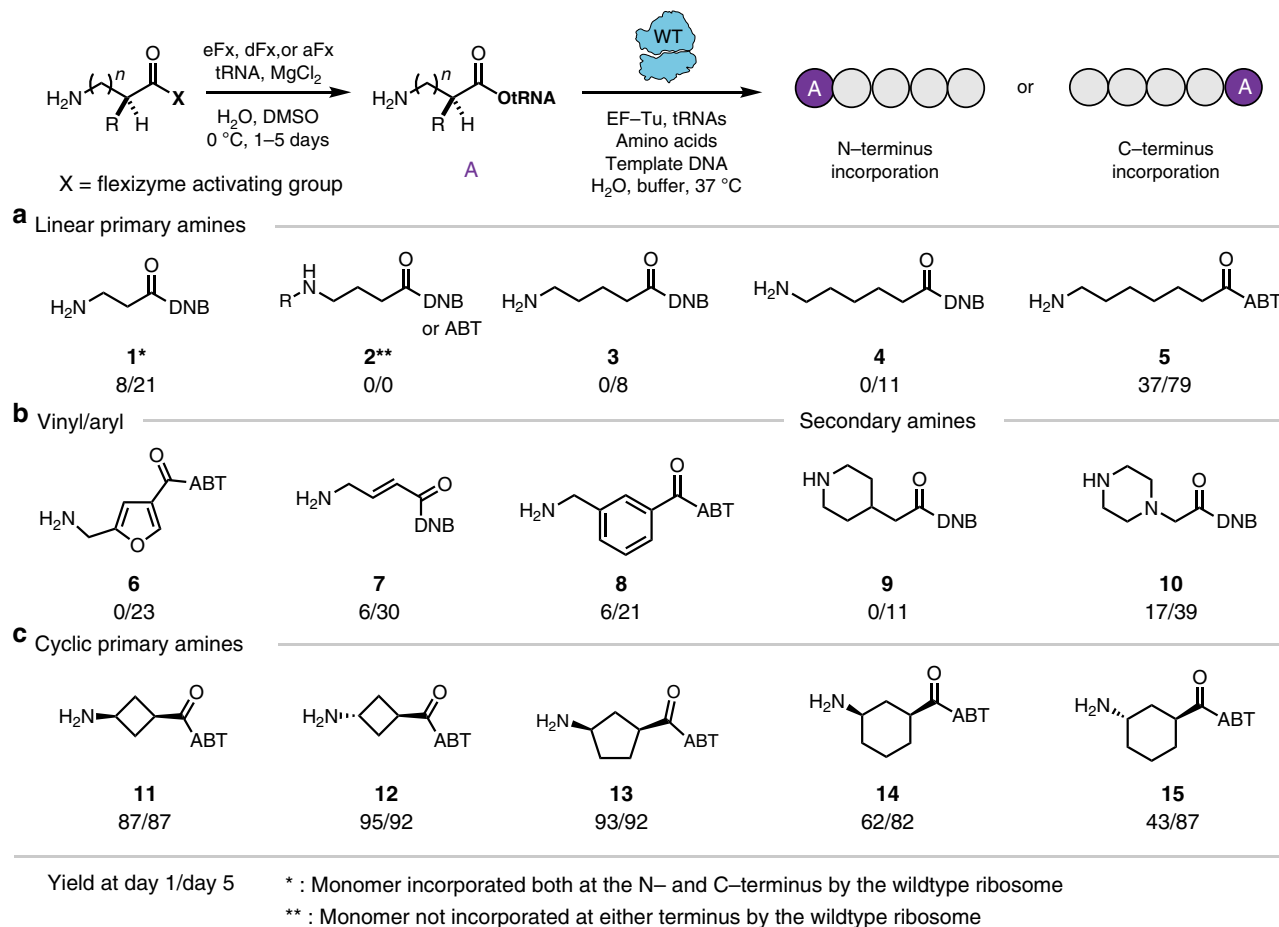 eFx, dFx,or aFx
tRNA, MgCl2
H2O, DMSO
0 °C, 1–5 days
H2N
n
O
X
R
H
X = flexizyme activating group
H2N
n
O
OtRNA
R
H
A
WT
EF–Tu, tRNAs
Amino acids
Template DNA
H2O, buffer, 37 °C
A
N–terminus
incorporation
or
A
C–terminus
incorporation
a Linear primary amines
H2N
O
DNB
1*
8/21
H
R N
O
DNB
or ABT
2**
0/0
H2N
O
DNB
3
0/8
H2N
O
DNB
4
0/11
H2N
O
ABT
5
37/79
b Vinyl/aryl
Secondary amines
O
ABT
H2N
O
6
0/23
H2N
O
DNB
7
6/30
H2N
O
ABT
8
6/21
HN
O
DNB
9
0/11
HN
N
O
DNB
10
17/39
c Cyclic primary amines
H2N
O
ABT
11
87/87
H2N
O
ABT
12
95/92
H2N
O
ABT
13
93/92
H2N
O
ABT
14
62/82
H2N
O
ABT
15
43/87
Yield at day 1/day 5
* : Monomer incorporated both at the N– and C–terminus by the wildtype ribosome
** : Monomer not incorporated at either terminus by the wildtype ribosome